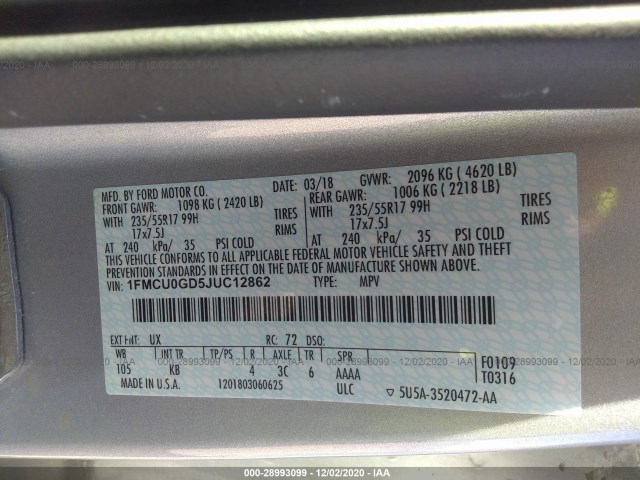 000-28993099 - 12/02/2020 - IAA
MFD. BY FORD MOTOR CO.
DATE: 03/18 GVWR: 2096 KG ( 4620 LB)
FRONT GAWR: 1098 KG ( 2420 LB) REAR GAWR: 1006 KG ( 2218 LB)
WITH 235/55R17 99H TIRES WITH 235/55R17 99H TIRES
17x7.5J RIMS 17x7.5J RIMS
AT 240 kPa/ 35 PSI COLD AT 240 kPa/ 35 PSI COLD
THIS VEHICLE CONFORMS TO ALL APPLICABLE FEDERAL MOTOR VEHICLE SAFETY AND THEFT
PREVENTION STANDARDS IN EFFECT ON THE DATE OF MANUFACTURE SHOWN ABOVE.
VIN: 1FMCU0GD5JUC12862 TYPE: MPV
EXT PNT: UX RC: 72 DSO:
WB INT TR TP/PS R AXLE TR SPR
105 KB 4 3C 6 AAAA
F0109
T0316
MADE IN U.S.A. 1201803060625 ULC 5U5A-3520472-AA
000-28993099 - 12/02/2020 - IAA